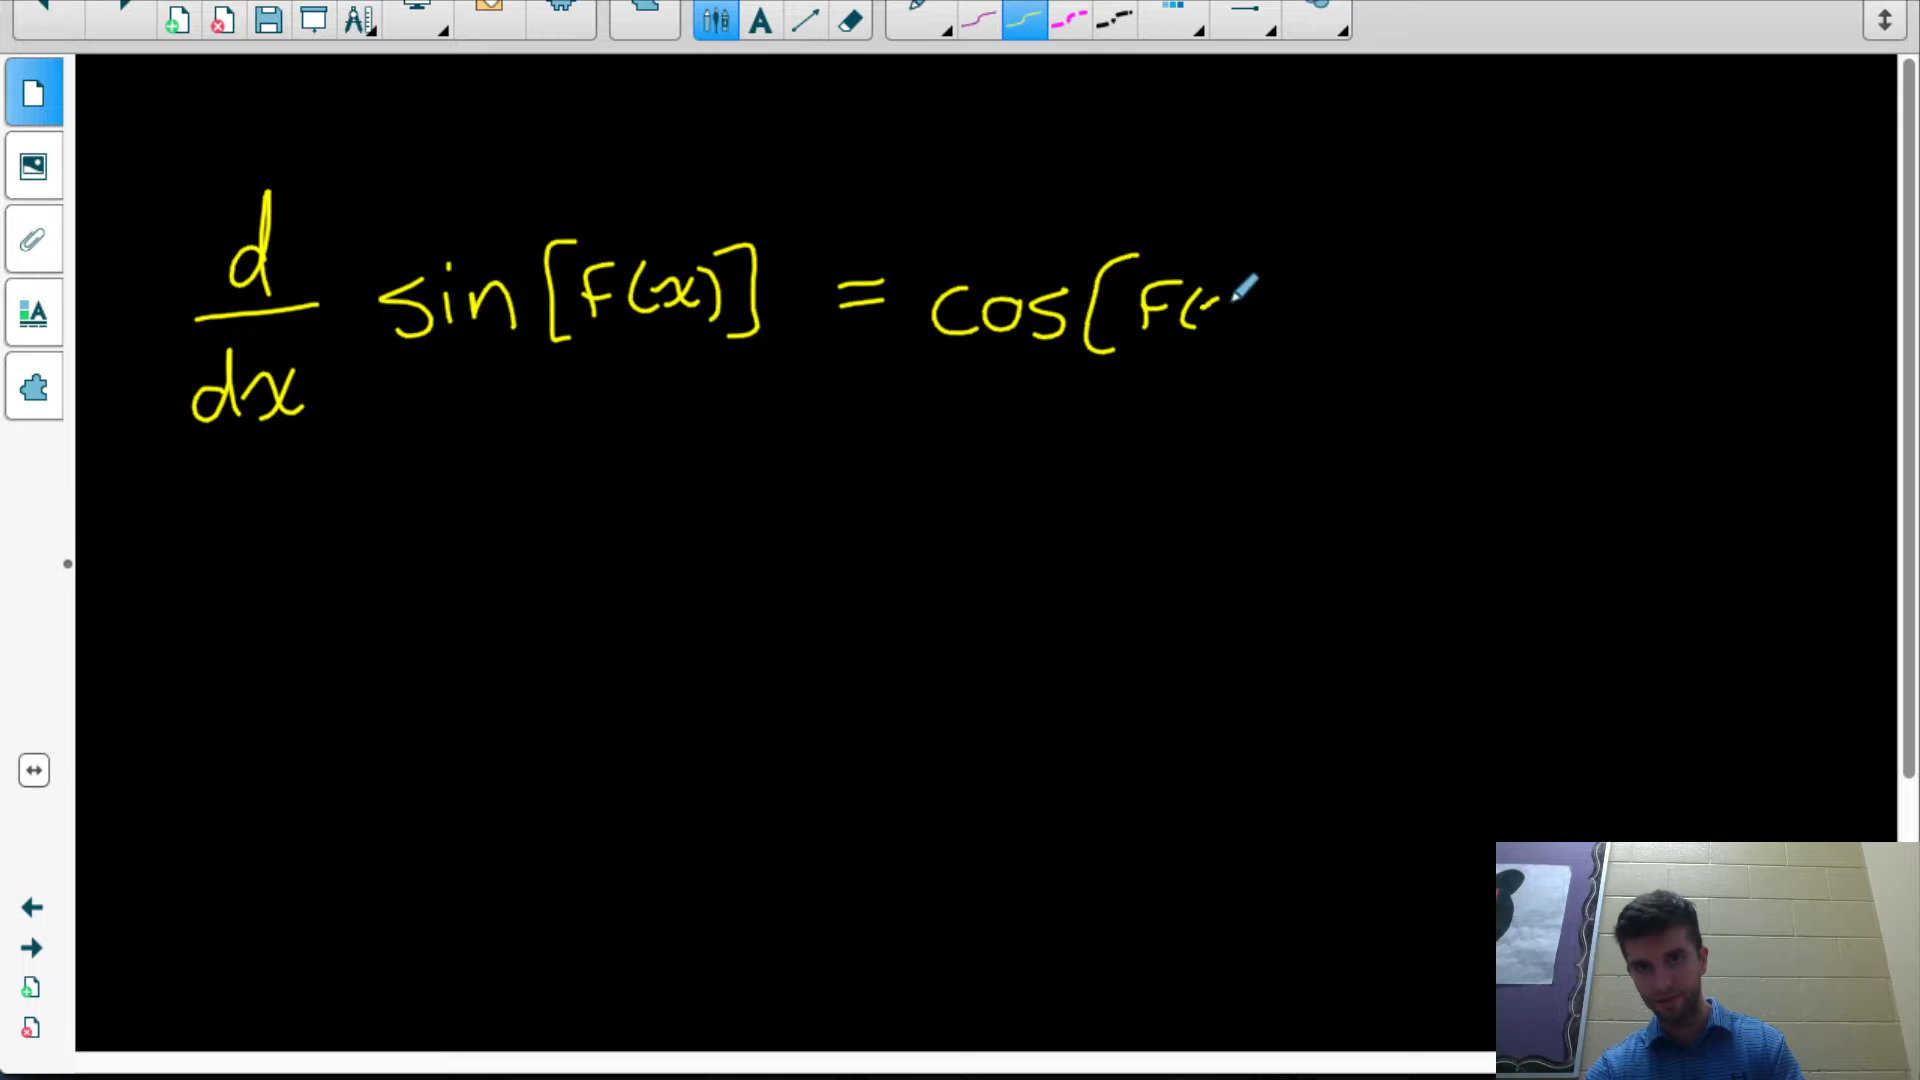 d/dx sin[F(x)] = cos[F(